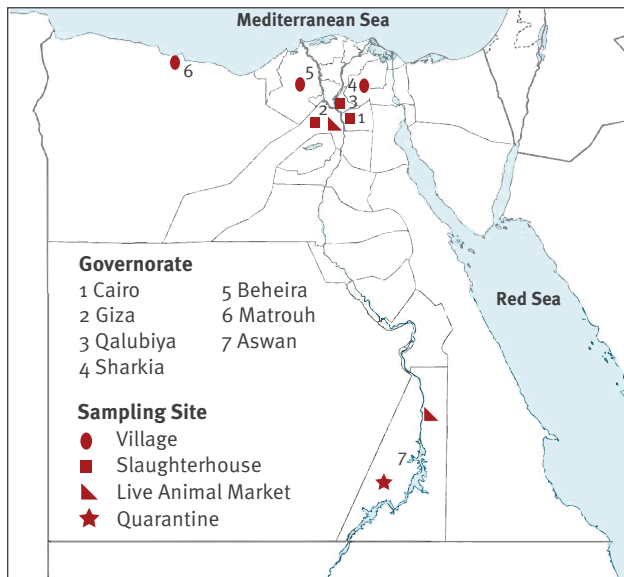 Mediterranean Sea
6
5
4
3
2
1
Governorate
1 Cairo
5 Beheira
2 Giza
6 Matrouh
3 Qalubiya
7 Aswan
4 Sharkia
Red Sea
Sampling Site
Village
Slaughterhouse
Live Animal Market
Quarantine
7